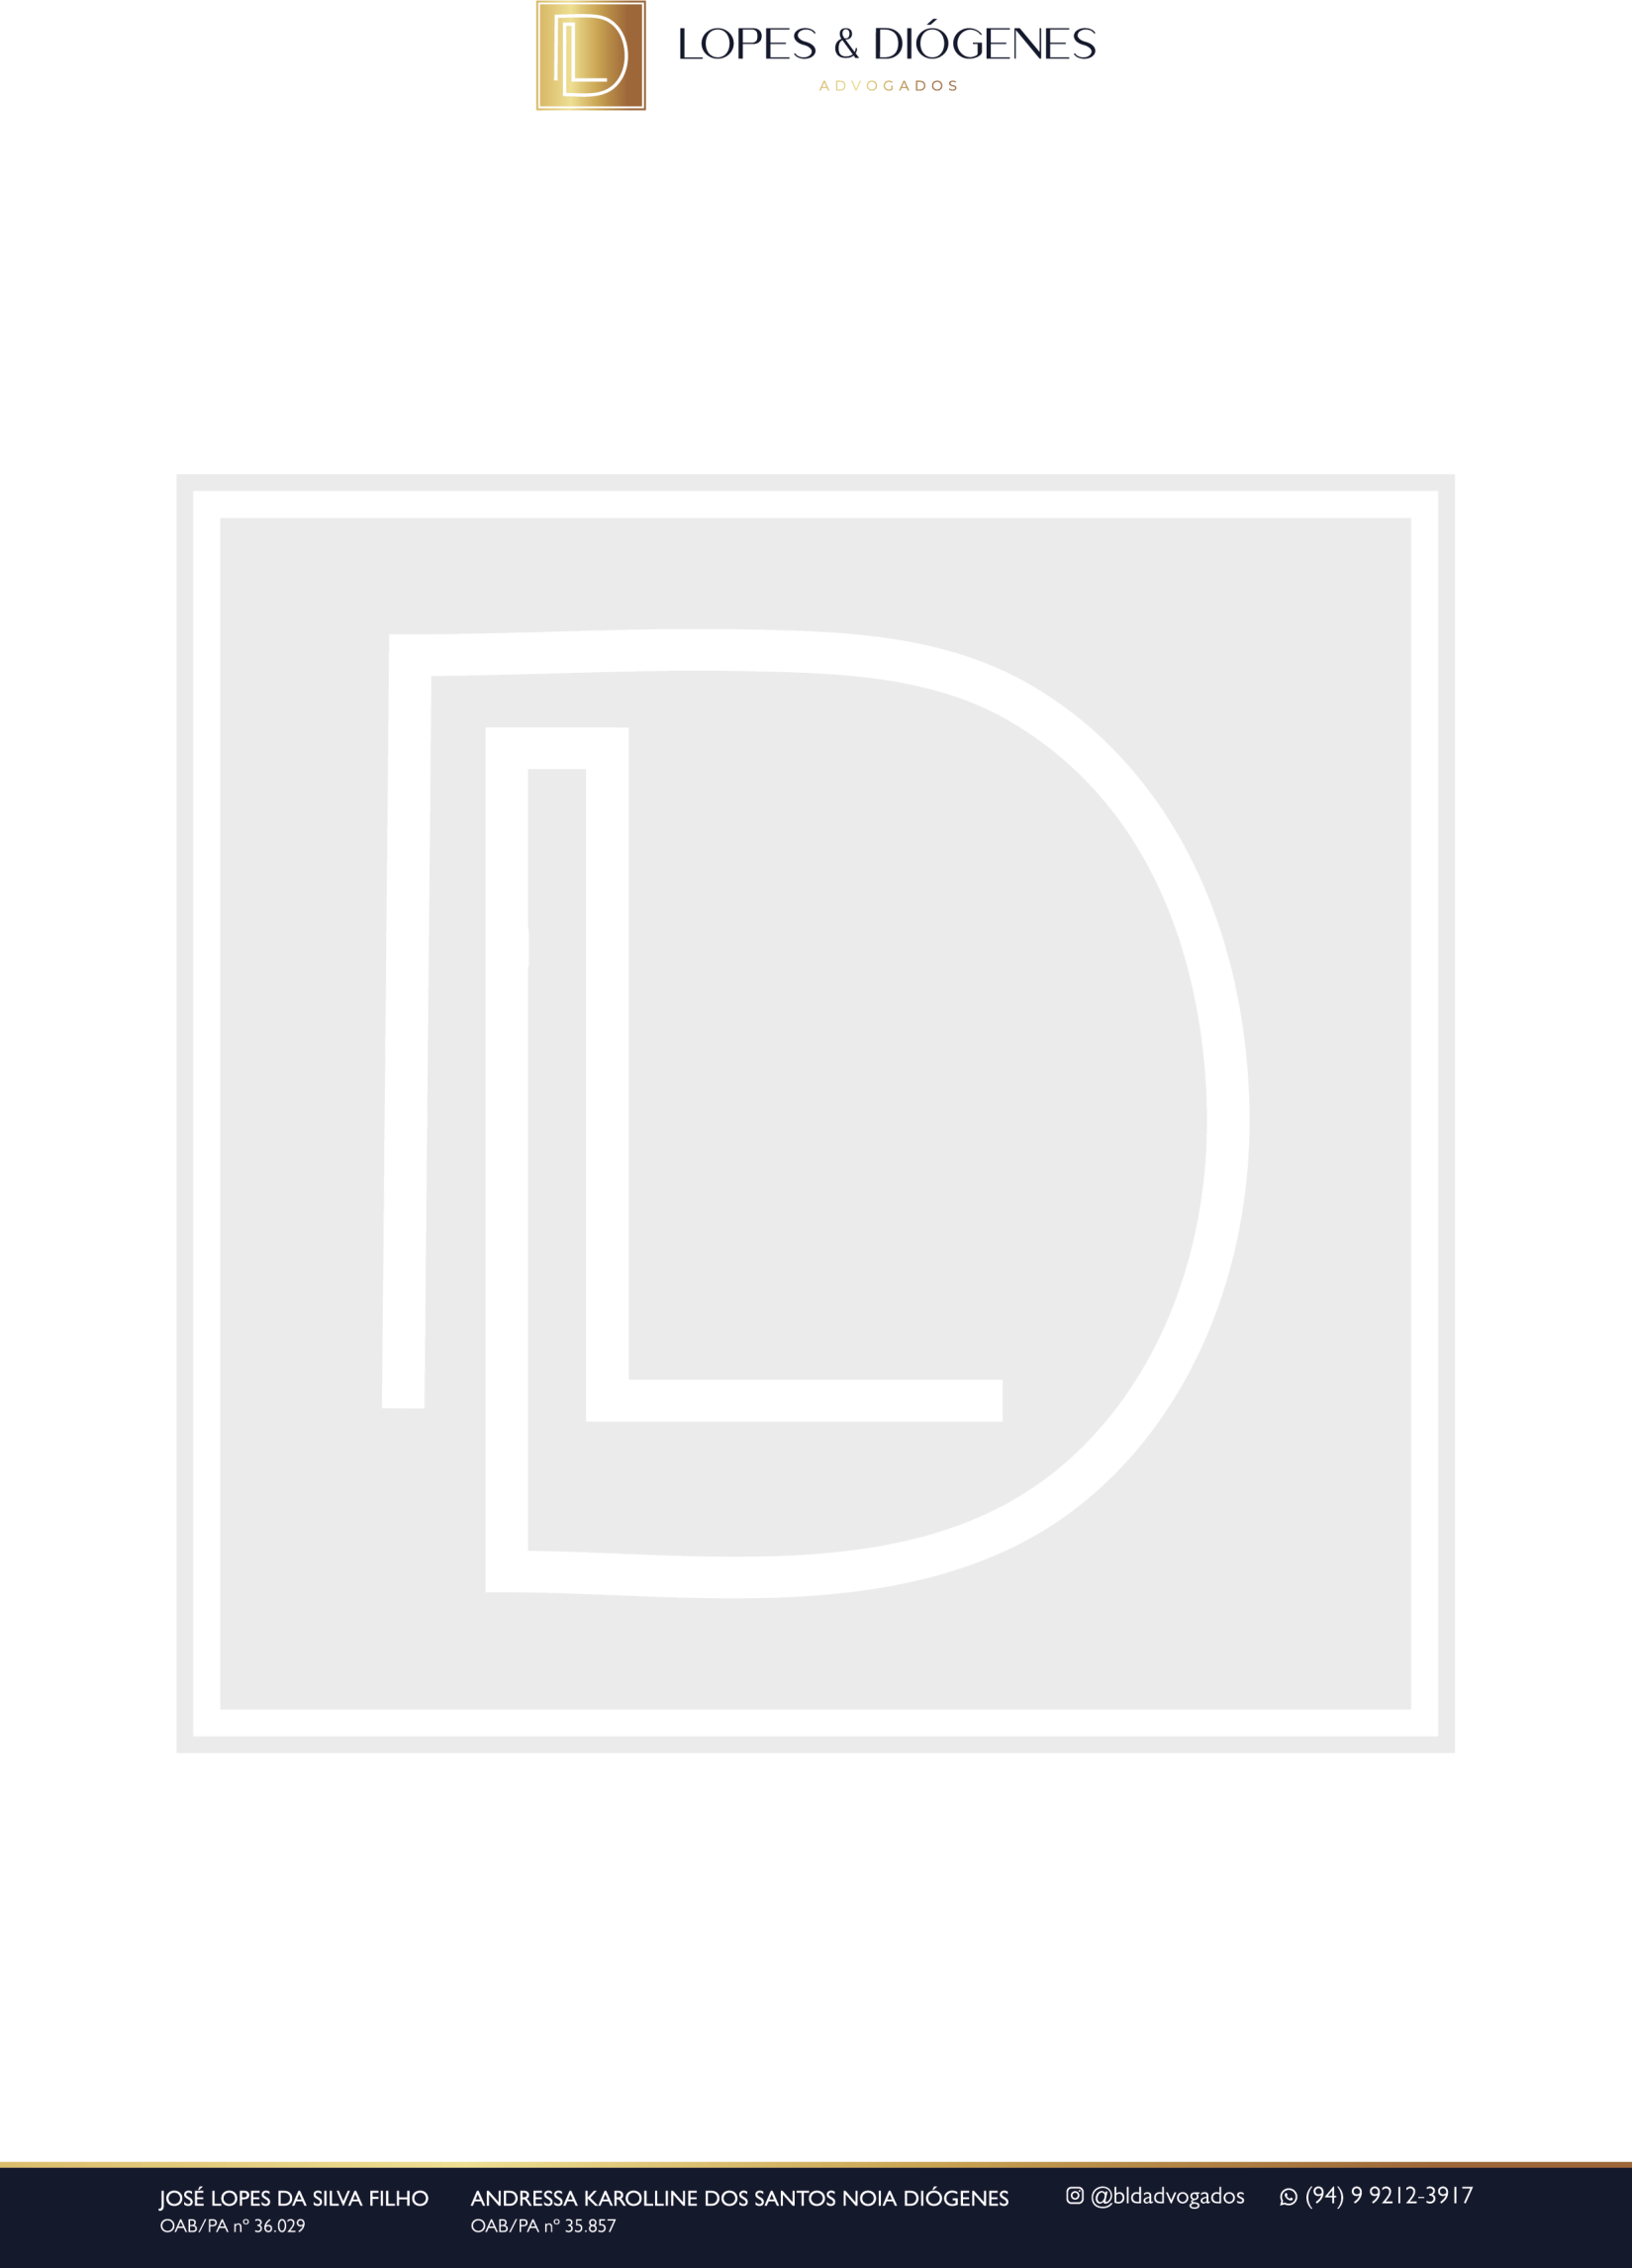 LOPES & DIÓGENES
ADVOGADOS
JOSÉ LOPES DA SILVA FILHO
OAB/PA nº 36.029
ANDRESSA KAROLLINE DOS SANTOS NOIA DIÓGENES
OAB/PA nº 35.857
@bldadvogados
(94) 9 9212-3917